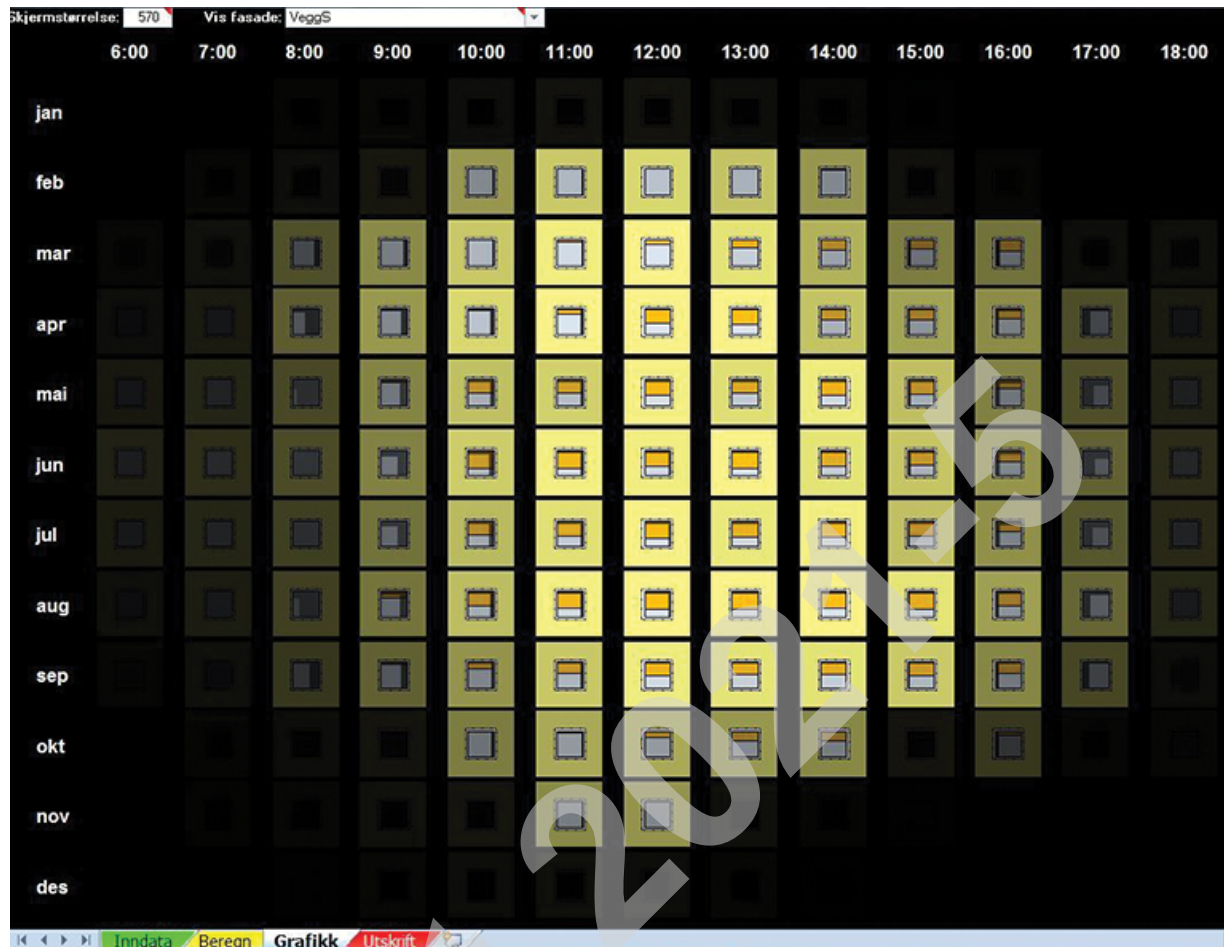 Skjermstørrelse: 570 Vis fasade: VeggS
6:00 7:00 8:00 9:00 10:00 11:00 12:00 13:00 14:00 15:00 16:00 17:00 18:00
jan
feb
mar
apr
mai
jun
jul
aug
sep
okt
nov
des
2021-5
Inndata Beregn Grafikk Utskrift